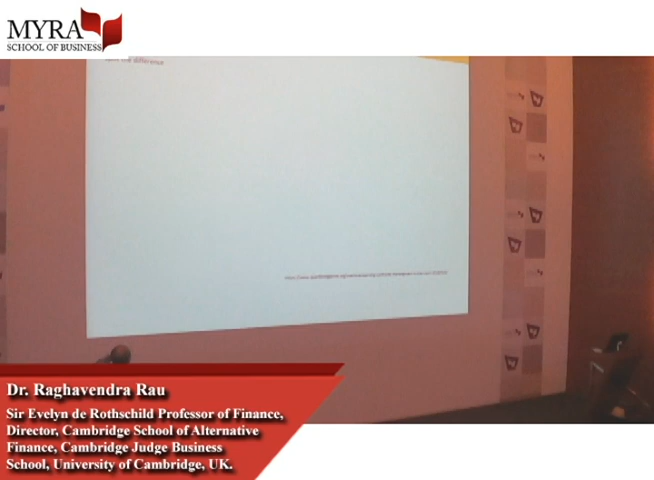 MYRA
SCHOOL OF BUSINESS
Dr. Raghavendra Rau
Sir Evelyn de Rothschild Professor of Finance,
Director, Cambridge School of Alternative
Finance, Cambridge Judge Business
School, University of Cambridge, UK.